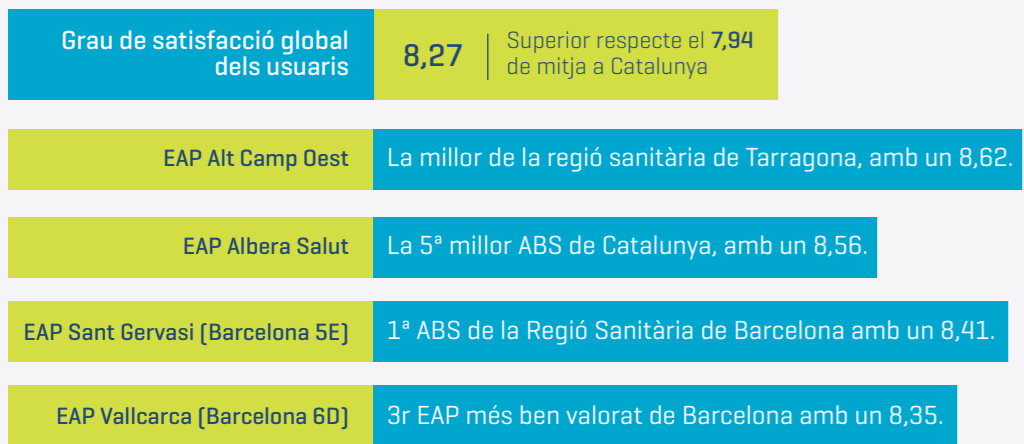 Grau de satisfacció global
dels usuaris
8,27
Superior respecte el 7,94
de mitja a Catalunya
EAP Alt Camp Oest
La millor de la regió sanitària de Tarragona, amb un 8,62.
EAP Albera Salut
La 5ª millor ABS de Catalunya, amb un 8,56.
EAP Sant Gervasi (Barcelona 5E)
1ª ABS de la Regió Sanitària de Barcelona amb un 8,41.
EAP Vallcarca (Barcelona 6D)
3r EAP més ben valorat de Barcelona amb un 8,35.